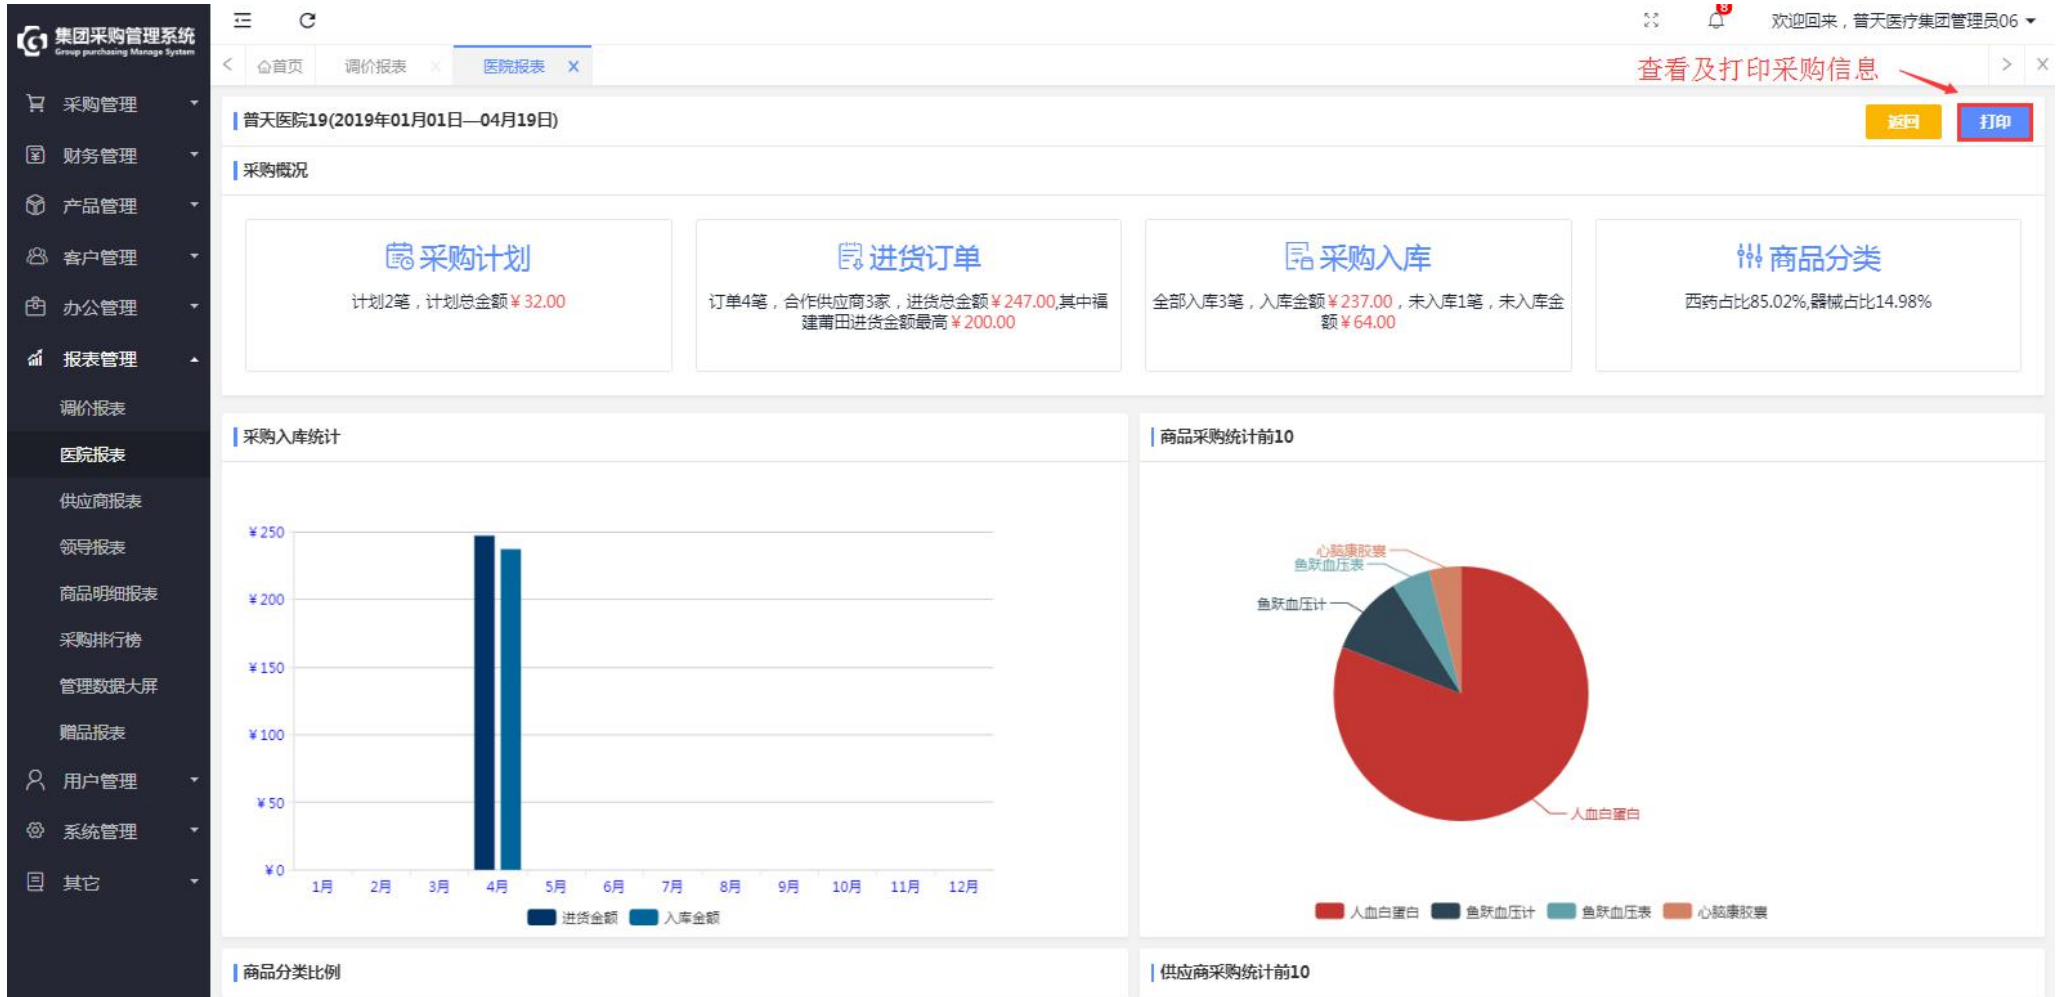 集团采购管理系统
Group purchasing Manage System
8
欢迎回来，普天医疗集团管理员06
首页
调价报表
医院报表
查看及打印采购信息
采购管理
财务管理
产品管理
客户管理
办公管理
报表管理
调价报表
医院报表
供应商报表
领导报表
商品明细报表
采购排行榜
管理数据大屏
赠品报表
用户管理
系统管理
其它
普天医院19(2019年01月01日—04月19日)
返回
打印
采购概况
采购计划
计划2笔，计划总金额￥32.00
进货订单
订单4笔，合作供应商3家，进货总金额￥247.00,其中福
建莆田进货金额最高￥200.00
采购入库
全部入库3笔，入库金额￥237.00，未入库1笔，未入库金
额￥64.00
商品分类
西药占比85.02%,器械占比14.98%
采购入库统计
￥250
￥200
￥150
￥100
￥50
￥0
1月 2月 3月 4月 5月 6月 7月 8月 9月 10月 11月 12月
进货金额 入库金额
商品采购统计前10
心脑康胶囊
鱼跃血压表
鱼跃血压计
人血白蛋白
人血白蛋白 鱼跃血压计 鱼跃血压表 心脑康胶囊
商品分类比例
供应商采购统计前10